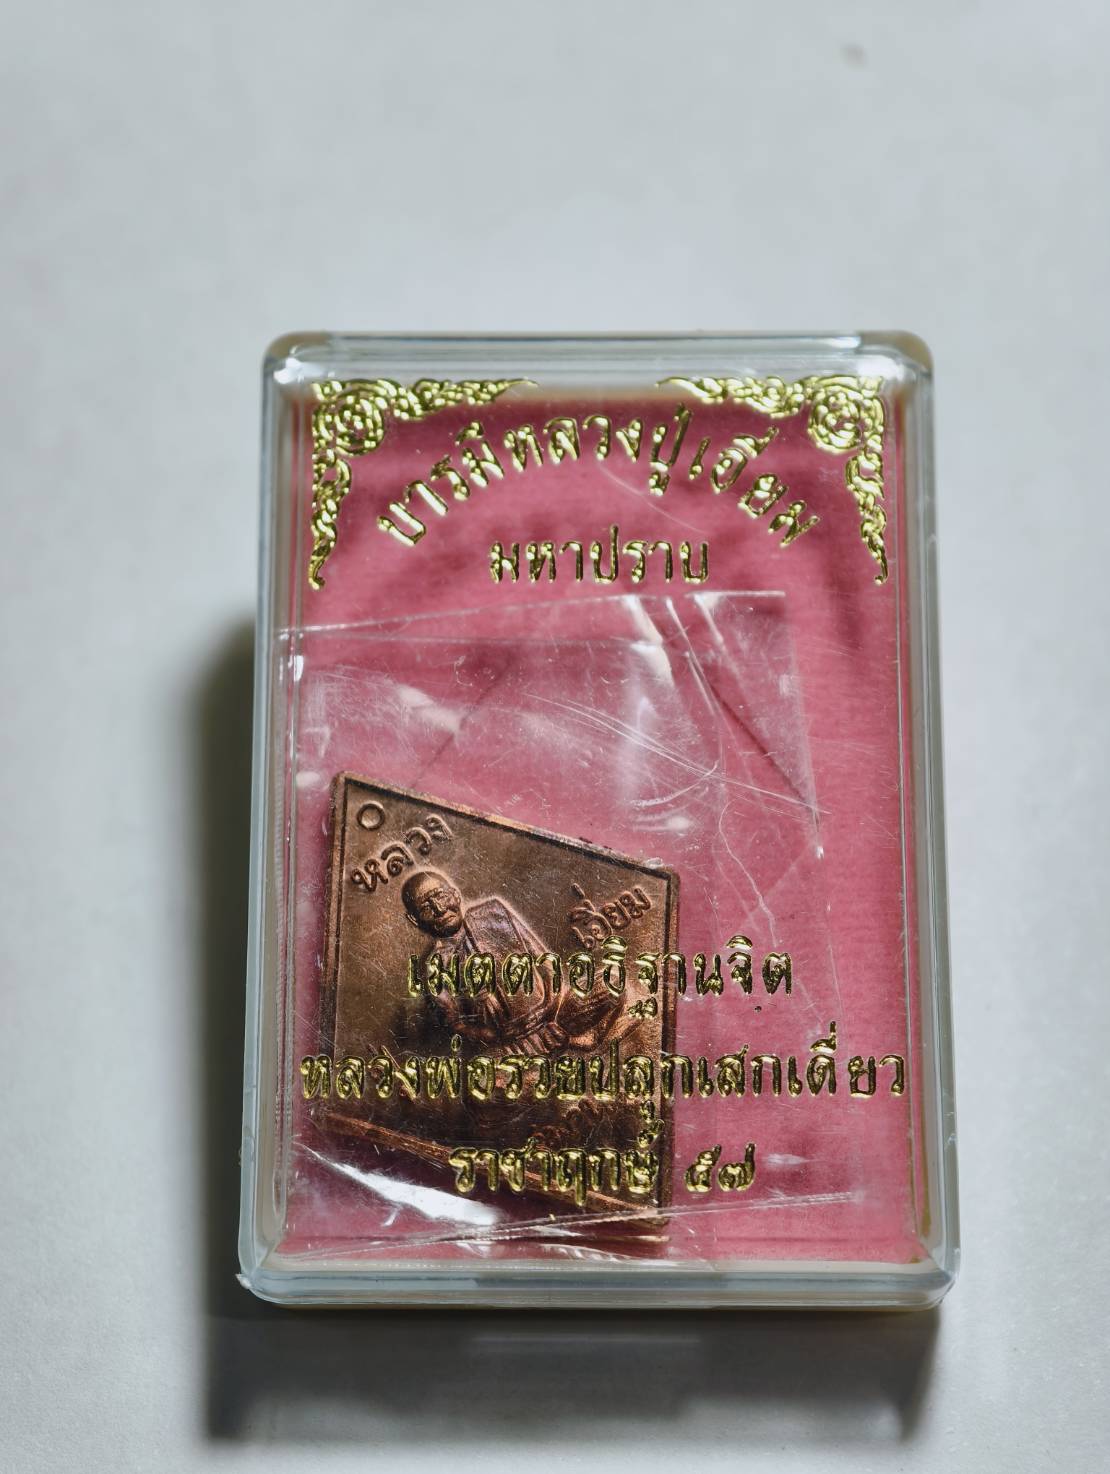 บารมีหลวงปู่เอี่ยม
มหาปราบ
หลวง
เอี่ยม
เมตตาอธิฐานจิต
หลวงพ่อรวยปลุกเสกเดี่ยว
ราชาฤกษ์ ๕๗